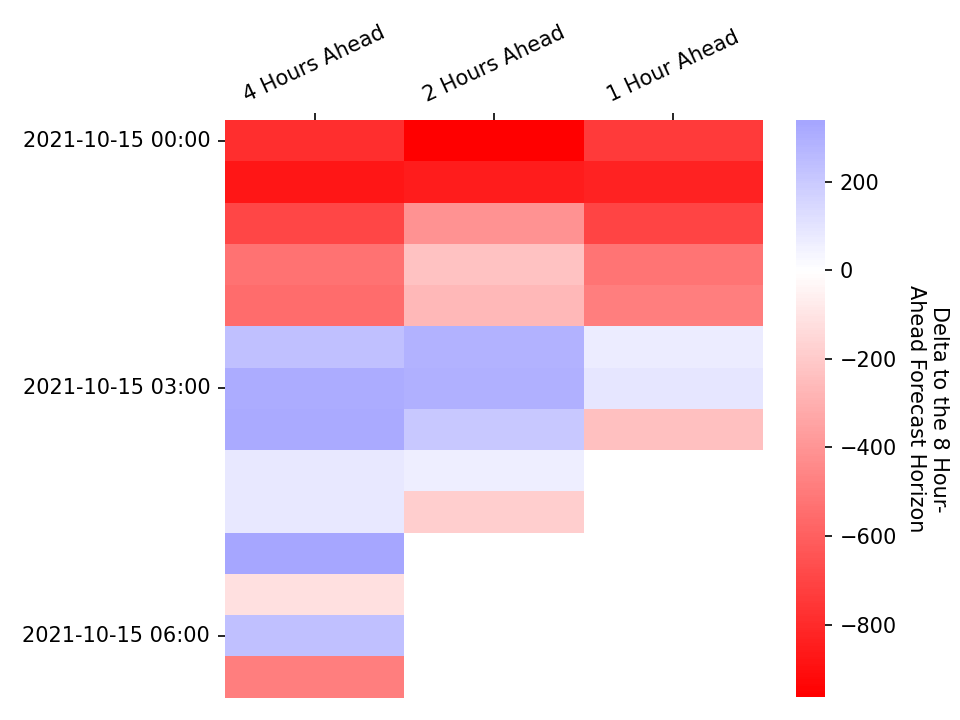 4 Hours Ahead
2 Hours Ahead
1 Hour Ahead
2021-10-15 00:00
2021-10-15 03:00
2021-10-15 06:00
200
0
−200
−400
−600
−800
Delta to the 8 Hour-
Ahead Forecast Horizon